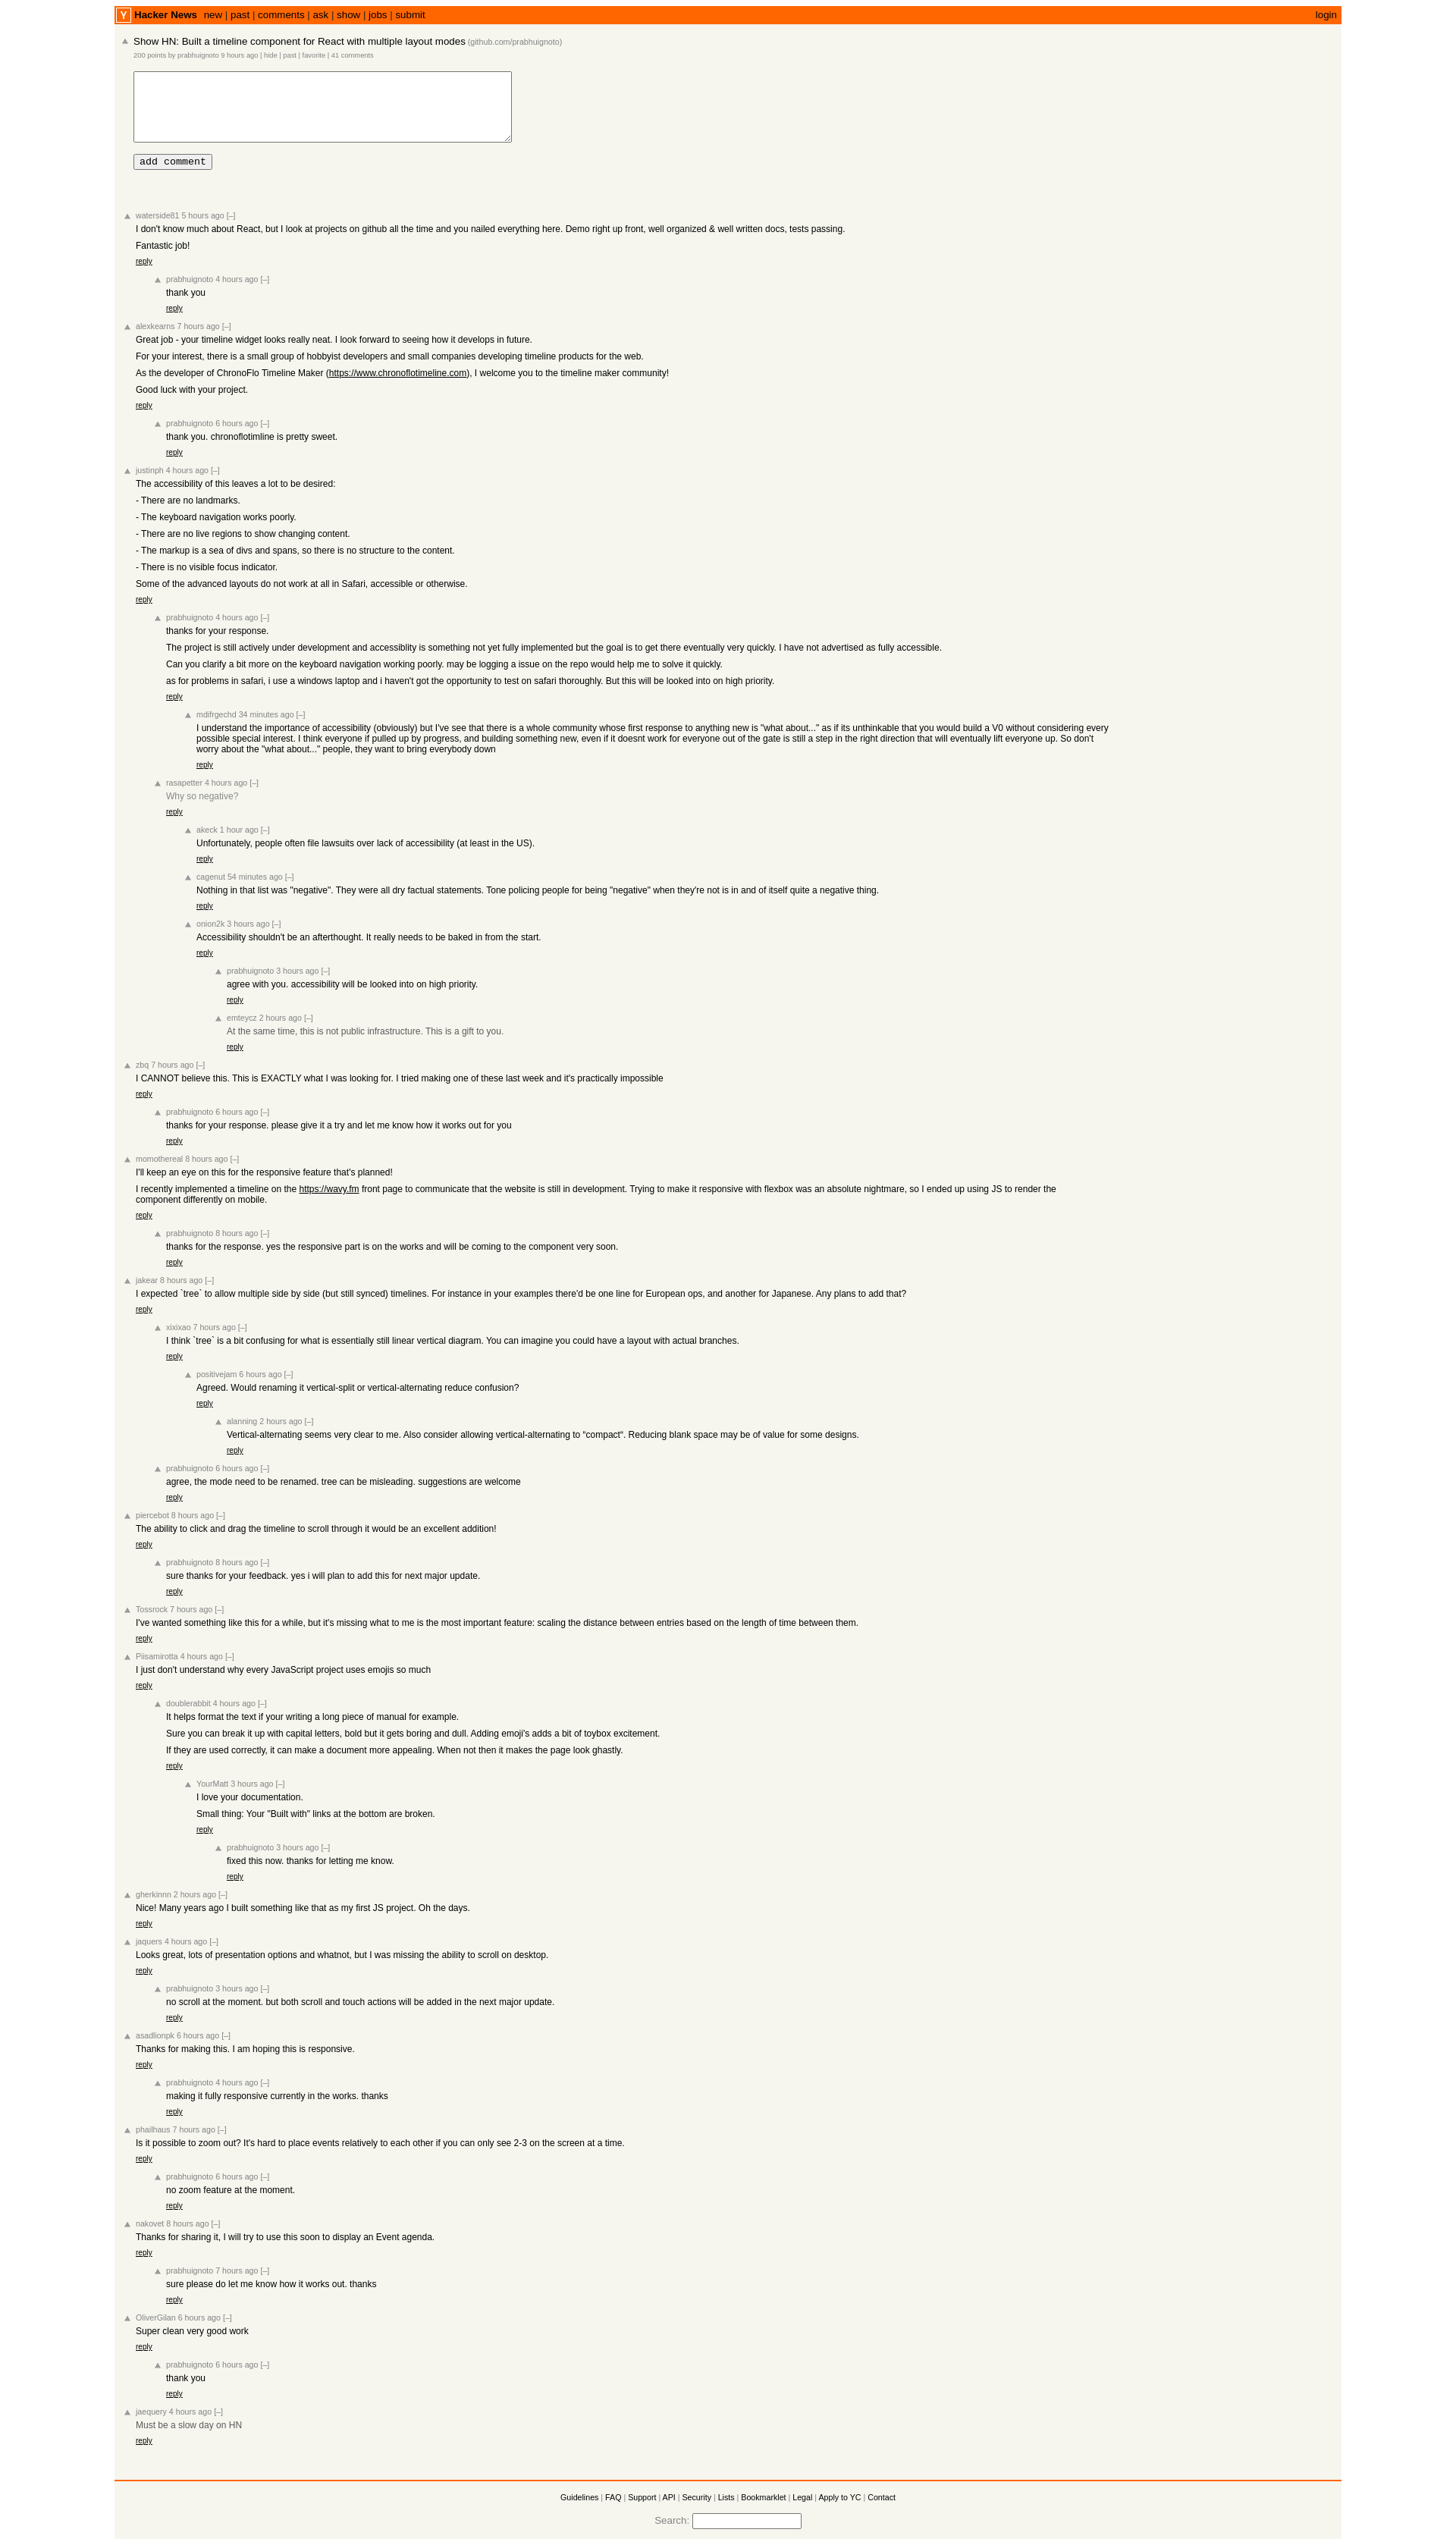 Y Hacker News new | past | comments | ask | show | jobs | submit login
Show HN: Built a timeline component for React with multiple layout modes (github.com/prabhuignoto)
200 points by prabhuignoto 9 hours ago | hide | past | favorite | 41 comments
add comment
waterside81 5 hours ago [–]
I don't know much about React, but I look at projects on github all the time and you nailed everything here. Demo right up front, well organized & well written docs, tests passing.
Fantastic job!
reply
prabhuignoto 4 hours ago [–]
thank you
reply
alexkearns 7 hours ago [–]
Great job - your timeline widget looks really neat. I look forward to seeing how it develops in future.
For your interest, there is a small group of hobbyist developers and small companies developing timeline products for the web.
As the developer of ChronoFlo Timeline Maker (https://www.chronoflotimeline.com), I welcome you to the timeline maker community!
Good luck with your project.
reply
prabhuignoto 6 hours ago [–]
thank you. chronoflotimline is pretty sweet.
reply
justinph 4 hours ago [–]
The accessibility of this leaves a lot to be desired:
- There are no landmarks.
- The keyboard navigation works poorly.
- There are no live regions to show changing content.
- The markup is a sea of divs and spans, so there is no structure to the content.
- There is no visible focus indicator.
Some of the advanced layouts do not work at all in Safari, accessible or otherwise.
reply
prabhuignoto 4 hours ago [–]
thanks for your response.
The project is still actively under development and accessiblity is something not yet fully implemented but the goal is to get there eventually very quickly. I have not advertised as fully accessible.
Can you clarify a bit more on the keyboard navigation working poorly. may be logging a issue on the repo would help me to solve it quickly.
as for problems in safari, i use a windows laptop and i haven't got the opportunity to test on safari thoroughly. But this will be looked into on high priority.
reply
mdifrgechd 34 minutes ago [–]
I understand the importance of accessibility (obviously) but I've see that there is a whole community whose first response to anything new is "what about..." as if its unthinkable that you would build a V0 without considering every
possible special interest. I think everyone if pulled up by progress, and building something new, even if it doesnt work for everyone out of the gate is still a step in the right direction that will eventually lift everyone up. So don't
worry about the "what about..." people, they want to bring everybody down
reply
rasapetter 4 hours ago [–]
Why so negative?
reply
akeck 1 hour ago [–]
Unfortunately, people often file lawsuits over lack of accessibility (at least in the US).
reply
cagenut 54 minutes ago [–]
Nothing in that list was "negative". They were all dry factual statements. Tone policing people for being "negative" when they're not is in and of itself quite a negative thing.
reply
onion2k 3 hours ago [–]
Accessibility shouldn't be an afterthought. It really needs to be baked in from the start.
reply
prabhuignoto 3 hours ago [–]
agree with you. accessibility will be looked into on high priority.
reply
emteycz 2 hours ago [–]
At the same time, this is not public infrastructure. This is a gift to you.
reply
zbq 7 hours ago [–]
I CANNOT believe this. This is EXACTLY what I was looking for. I tried making one of these last week and it's practically impossible
reply
prabhuignoto 6 hours ago [–]
thanks for your response. please give it a try and let me know how it works out for you
reply
momothereal 8 hours ago [–]
I'll keep an eye on this for the responsive feature that's planned!
I recently implemented a timeline on the https://wavy.fm front page to communicate that the website is still in development. Trying to make it responsive with flexbox was an absolute nightmare, so I ended up using JS to render the
component differently on mobile.
reply
prabhuignoto 8 hours ago [–]
thanks for the response. yes the responsive part is on the works and will be coming to the component very soon.
reply
jakear 8 hours ago [–]
I expected `tree` to allow multiple side by side (but still synced) timelines. For instance in your examples there'd be one line for European ops, and another for Japanese. Any plans to add that?
reply
xixixao 7 hours ago [–]
I think `tree` is a bit confusing for what is essentially still linear vertical diagram. You can imagine you could have a layout with actual branches.
reply
positivejam 6 hours ago [–]
Agreed. Would renaming it vertical-split or vertical-alternating reduce confusion?
reply
alanning 2 hours ago [–]
Vertical-alternating seems very clear to me. Also consider allowing vertical-alternating to “compact“. Reducing blank space may be of value for some designs.
reply
prabhuignoto 6 hours ago [–]
agree, the mode need to be renamed. tree can be misleading. suggestions are welcome
reply
piercebot 8 hours ago [–]
The ability to click and drag the timeline to scroll through it would be an excellent addition!
reply
prabhuignoto 8 hours ago [–]
sure thanks for your feedback. yes i will plan to add this for next major update.
reply
Tossrock 7 hours ago [–]
I've wanted something like this for a while, but it's missing what to me is the most important feature: scaling the distance between entries based on the length of time between them.
reply
Piisamirotta 4 hours ago [–]
I just don't understand why every JavaScript project uses emojis so much
reply
doublerabbit 4 hours ago [–]
It helps format the text if your writing a long piece of manual for example.
Sure you can break it up with capital letters, bold but it gets boring and dull. Adding emoji's adds a bit of toybox excitement.
If they are used correctly, it can make a document more appealing. When not then it makes the page look ghastly.
reply
YourMatt 3 hours ago [–]
I love your documentation.
Small thing: Your "Built with" links at the bottom are broken.
reply
prabhuignoto 3 hours ago [–]
fixed this now. thanks for letting me know.
reply
gherkinnn 2 hours ago [–]
Nice! Many years ago I built something like that as my first JS project. Oh the days.
reply
jaquers 4 hours ago [–]
Looks great, lots of presentation options and whatnot, but I was missing the ability to scroll on desktop.
reply
prabhuignoto 3 hours ago [–]
no scroll at the moment. but both scroll and touch actions will be added in the next major update.
reply
asadlionpk 6 hours ago [–]
Thanks for making this. I am hoping this is responsive.
reply
prabhuignoto 4 hours ago [–]
making it fully responsive currently in the works. thanks
reply
phailhaus 7 hours ago [–]
Is it possible to zoom out? It's hard to place events relatively to each other if you can only see 2-3 on the screen at a time.
reply
prabhuignoto 6 hours ago [–]
no zoom feature at the moment.
reply
nakovet 8 hours ago [–]
Thanks for sharing it, I will try to use this soon to display an Event agenda.
reply
prabhuignoto 7 hours ago [–]
sure please do let me know how it works out. thanks
reply
OliverGilan 6 hours ago [–]
Super clean very good work
reply
prabhuignoto 6 hours ago [–]
thank you
reply
jaequery 4 hours ago [–]
Must be a slow day on HN
reply
Guidelines | FAQ | Support | API | Security | Lists | Bookmarklet | Legal | Apply to YC | Contact
Search: